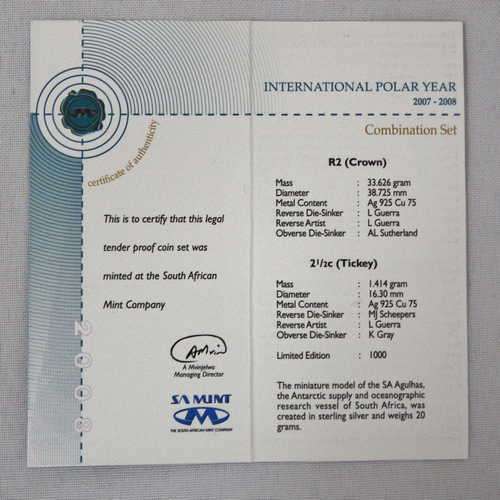 certificate of authenticity
This is to certify that this legal
tender proof coin set was
minted at the South African
Mint Company
A Mvinjelwa
Managing Director
SA MINT
THE SOUTH AFRICAN MINT COMPANY
2008
INTERNATIONAL POLAR YEAR
2007 - 2008
Combination Set
R2 (Crown)
Mass : 33.626 gram
Diameter : 38.725 mm
Metal Content : Ag 925 Cu 75
Reverse Die-Sinker : L Guerra
Reverse Artist : L Guerra
Obverse Die-Sinker : AL Sutherland
2½c (Tickey)
Mass : 1.414 gram
Diameter : 16.30 mm
Metal Content : Ag 925 Cu 75
Reverse Die-Sinker : MJ Scheepers
Reverse Artist : L Guerra
Obverse Die-Sinker : K Gray
Limited Edition : 1000
The miniature model of the SA Agulhas,
the Antarctic supply and oceanographic
research vessel of South Africa, was
created in sterling silver and weighs 20
grams.